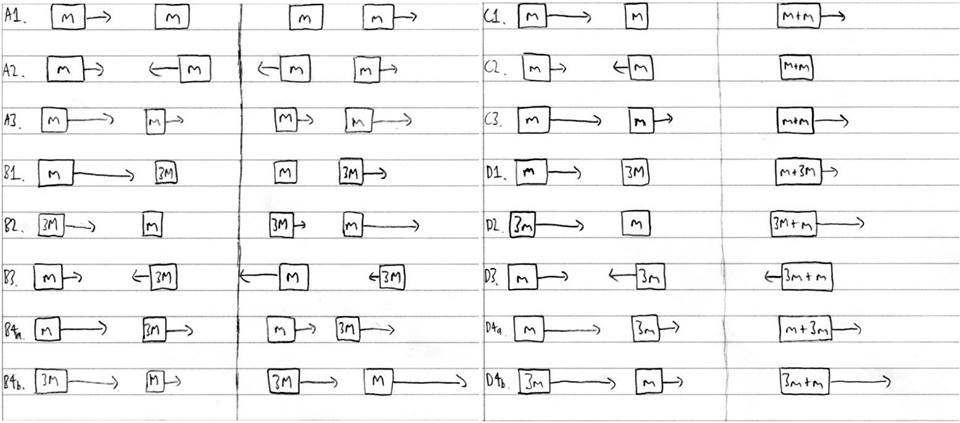 A1. m m m m
A2. m m m m
A3. m m m m
B1. m 3M m 3M
B2. 3M m 3M m
B3. m 3M m 3M
B4a. m 3M m 3M
B4b. 3M m 3M m
C1. m m m+m
C2. m m m+m
C3. m m m+m
D1. m 3M m+3M
D2. 3m m 3m+m
D3. m 3m 3m+m
D4a. m 3m m+3m
D4b. 3m m 3m+m